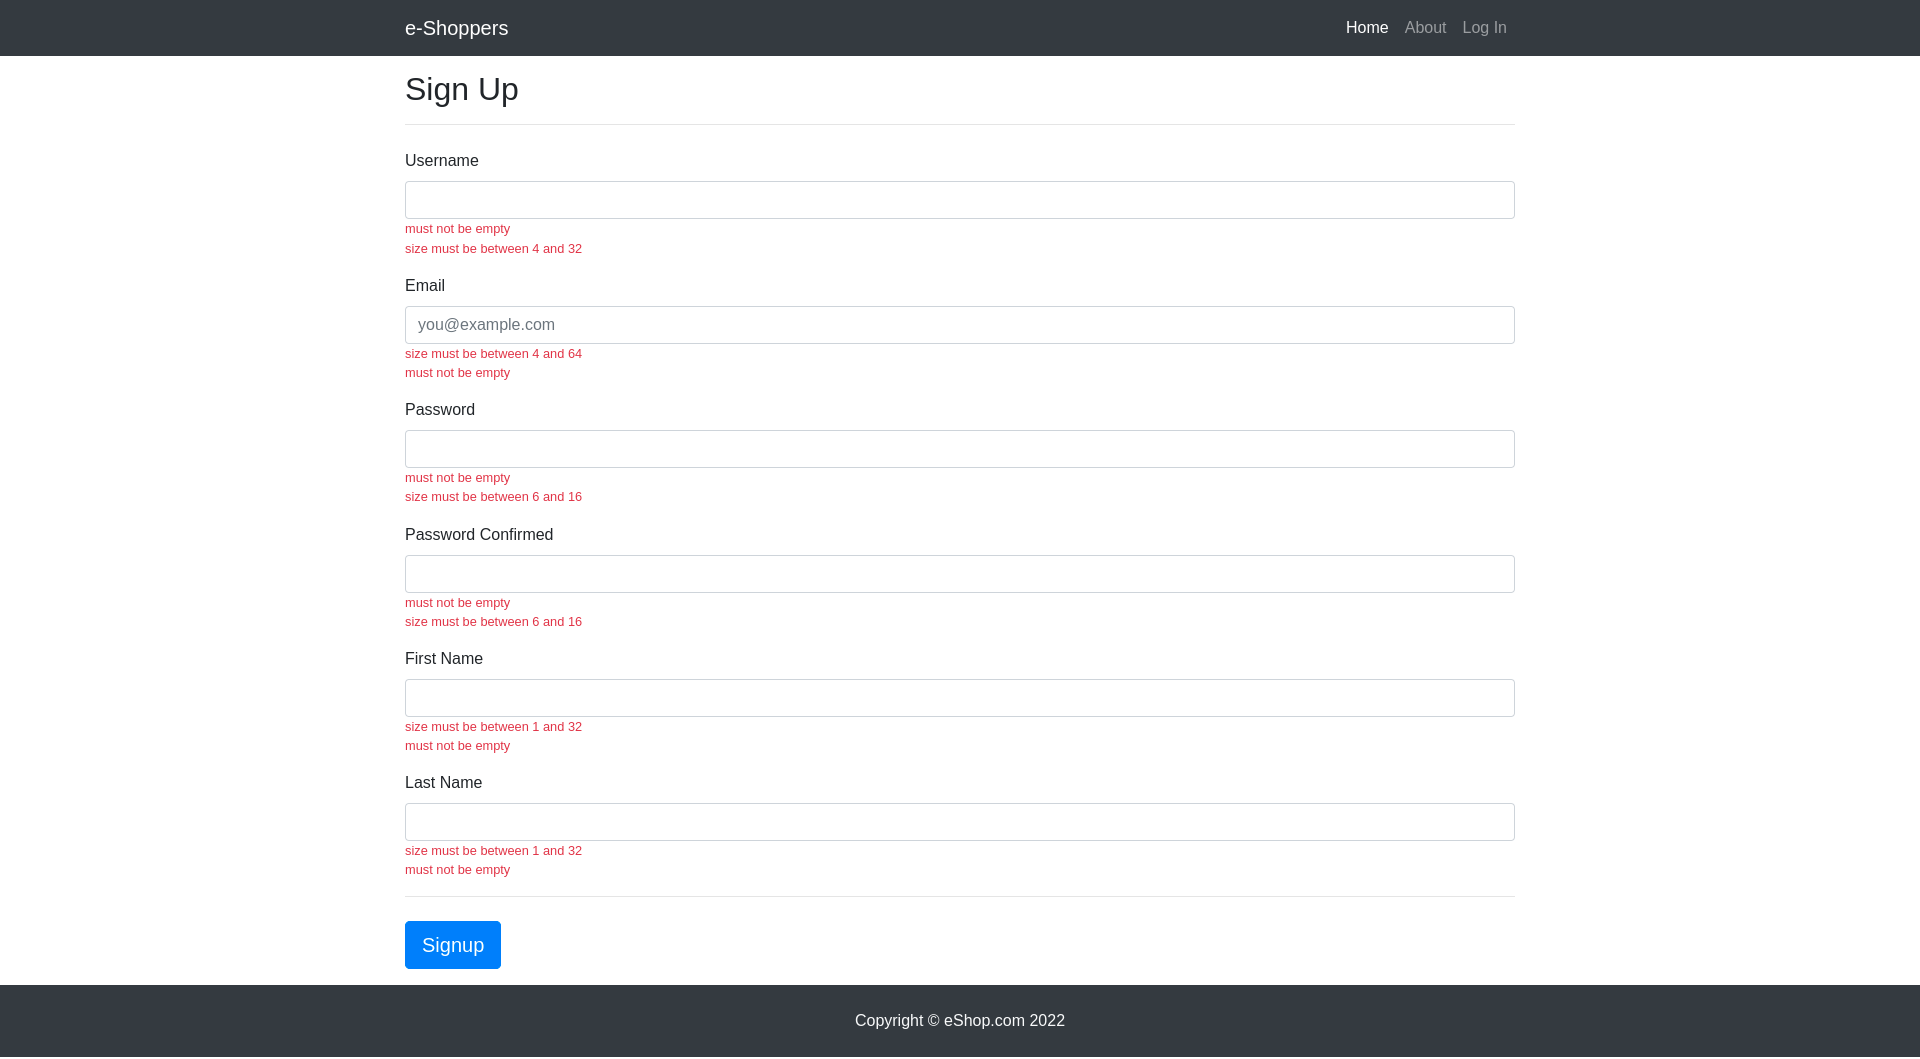 e-Shoppers
Home About Log In
Sign Up
Username
must not be empty
size must be between 4 and 32
Email
you@example.com
size must be between 4 and 64
must not be empty
Password
must not be empty
size must be between 6 and 16
Password Confirmed
must not be empty
size must be between 6 and 16
First Name
size must be between 1 and 32
must not be empty
Last Name
size must be between 1 and 32
must not be empty
Signup
Copyright © eShop.com 2022